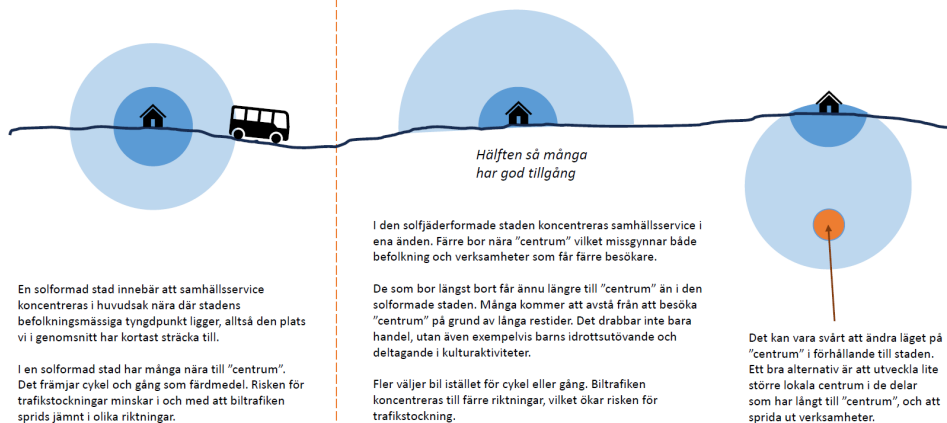 En solformad stad innebär att samhällsservice
koncentreras i huvudsak nära där stadens
befolkningsmässiga tyngdpunkt ligger, alltså den plats
vi i genomsnitt har kortast sträcka till.
I en solformad stad har många nära till ”centrum”.
Det främjar cykel och gång som färdmedel. Risken för
trafikstockningar minskar i och med att biltrafiken
sprids jämnt i olika riktningar.
Hälften så många
har god tillgång
I den solfjäderformade staden koncentreras samhällsservice i
ena änden. Färre bor nära ”centrum” vilket missgynnar både
befolkning och verksamheter som får färre besökare.
De som bor längst bort får ännu längre till ”centrum” än i den
solformade staden. Många kommer att avstå från att besöka
”centrum” på grund av långa restider. Det drabbar inte bara
handel, utan även exempelvis barns idrottsutövande och
deltagande i kulturaktiviteter.
Fler väljer bil istället för cykel eller gång. Biltrafiken
koncentreras till färre riktningar, vilket ökar risken för
trafikstockning.
Det kan vara svårt att ändra läget på
”centrum” i förhållande till staden.
Ett bra alternativ är att utveckla lite
större lokala centrum i de delar
som har långt till ”centrum”, och att
sprida ut verksamheter.